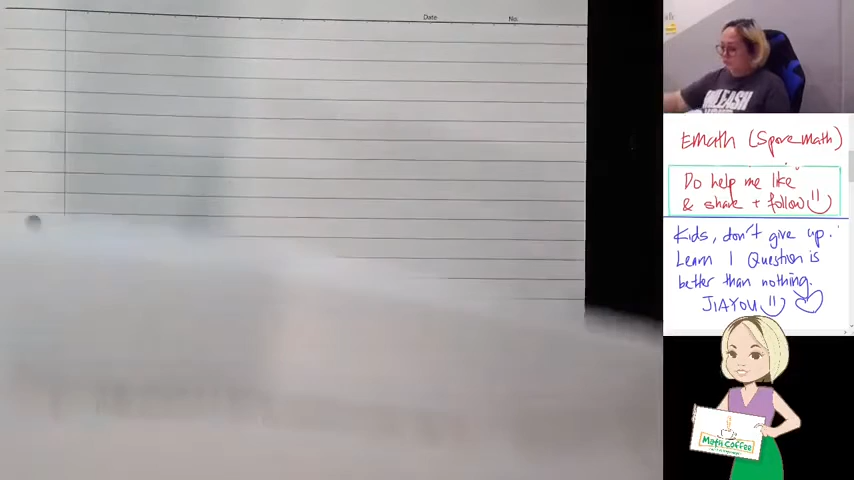 Date
No.
UNLEASH
Emath (Spore math)
Do help me like
& share + follow
Kids, don't give up.
Learn 1 Question is
better than nothing.
JIAYOU
Math Coffee